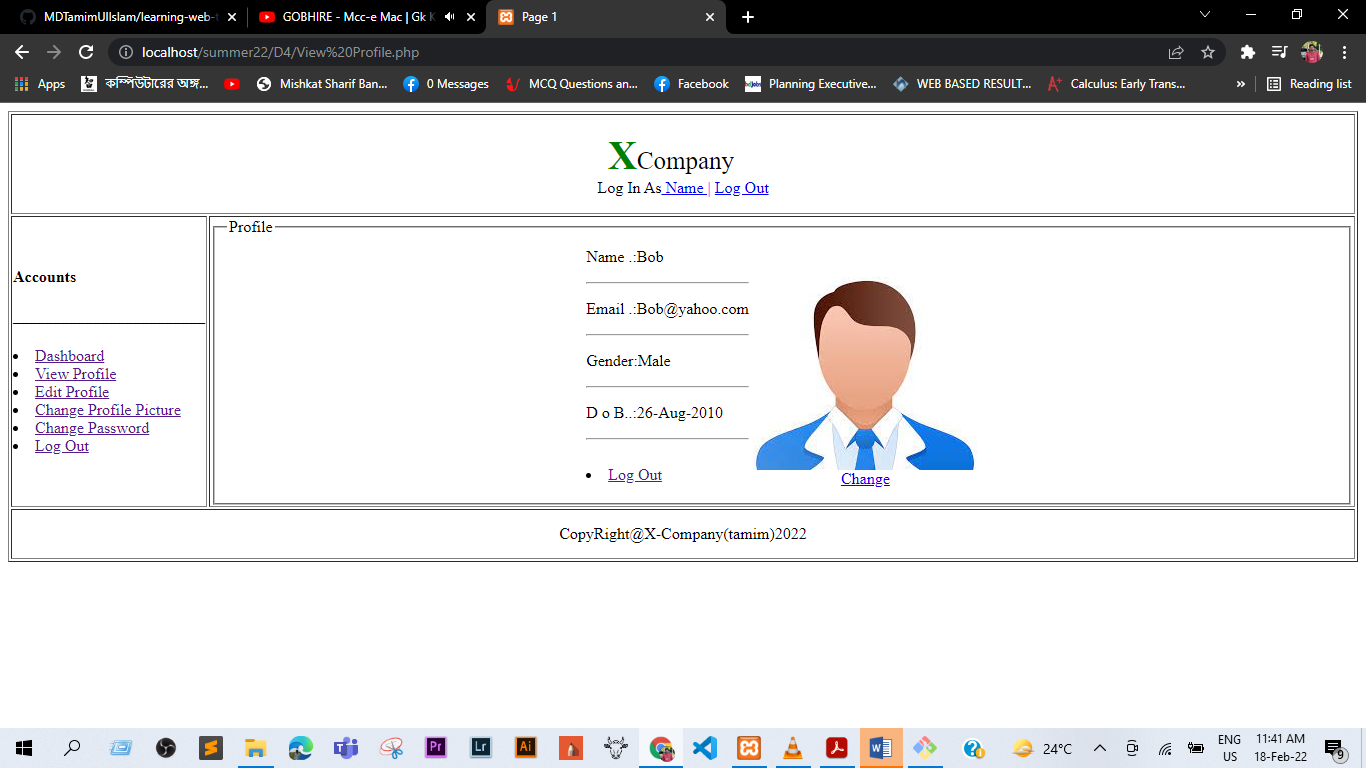 MDTamimUlIslam/learning-web-t
GOBHIRE - Mcc-e Mac | Gk K
Page 1
localhost/summer22/D4/View%20Profile.php
Apps
কম্পিউটারের অঙ্গ...
Mishkat Sharif Ban...
0 Messages
MCQ Questions an...
Facebook
Planning Executive...
WEB BASED RESULT...
Calculus: Early Trans...
»
Reading list
XCompany
Log In As Name | Log Out
Accounts
Dashboard
View Profile
Edit Profile
Change Profile Picture
Change Password
Log Out
Profile
Name .:Bob
Email .:Bob@yahoo.com
Gender:Male
D o B..:26-Aug-2010
Log Out
Change
CopyRight@X-Company(tamim)2022
Pr
Lr
Ai
24°C
ENG
US
11:41 AM
18-Feb-22
9